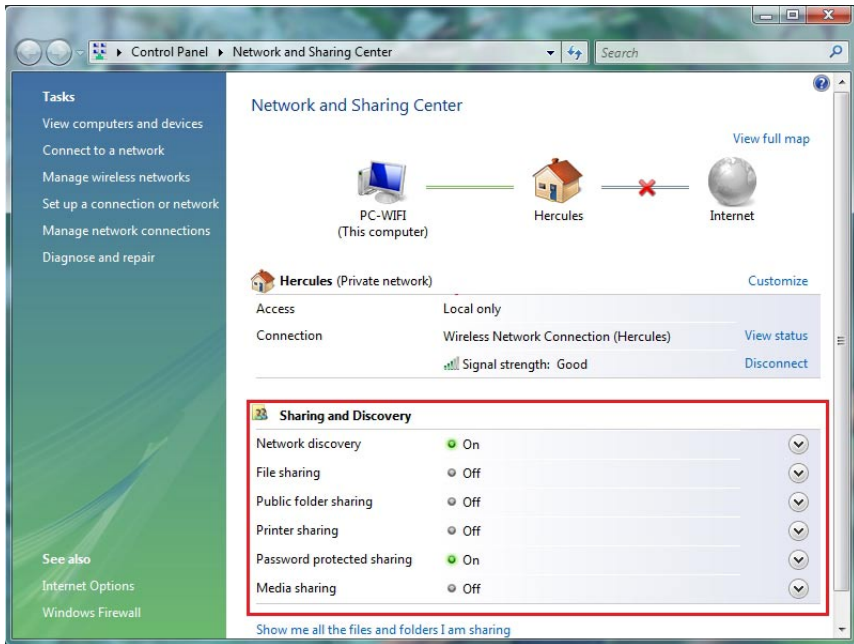 Control Panel Network and Sharing Center
Search
Tasks
View computers and devices
Connect to a network
Manage wireless networks
Set up a connection or network
Manage network connections
Diagnose and repair
See also
Internet Options
Windows Firewall
Network and Sharing Center
View full map
PC-WIFI
(This computer)
Hercules
Internet
Hercules (Private network) Customize
Access Local only
Connection Wireless Network Connection (Hercules) View status
Signal strength: Good Disconnect
Sharing and Discovery
Network discovery On
File sharing Off
Public folder sharing Off
Printer sharing Off
Password protected sharing On
Media sharing Off
Show me all the files and folders I am sharing